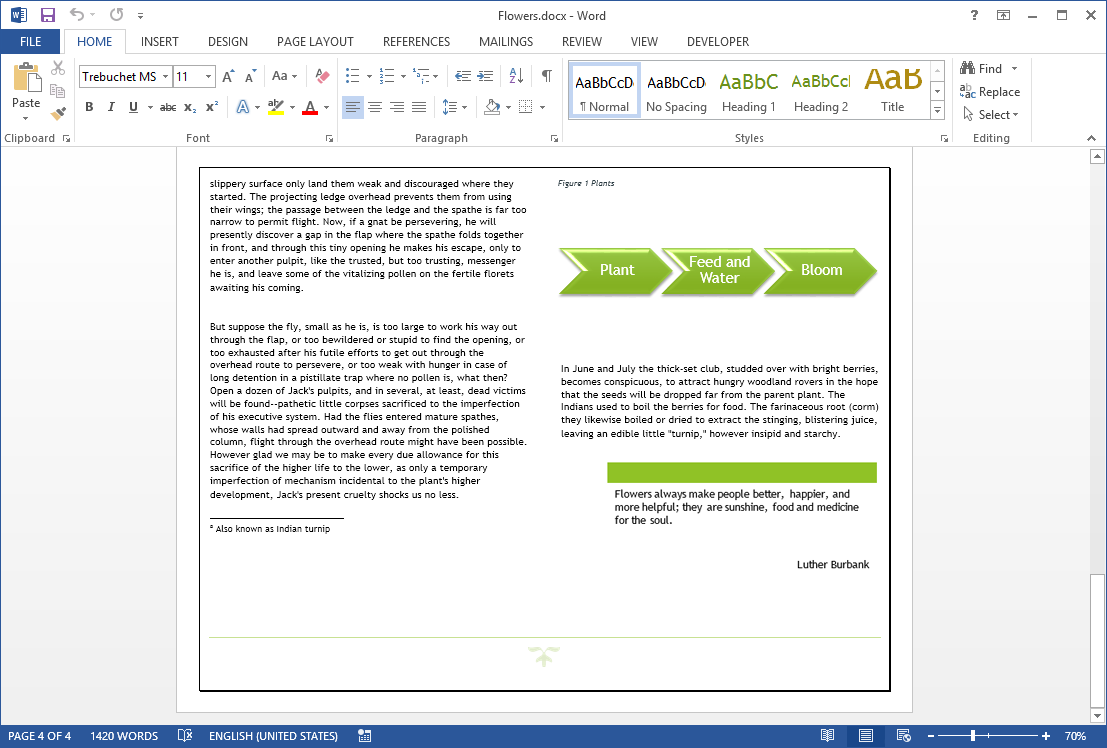 Flowers.docx - Word
FILE
HOME
INSERT
DESIGN
PAGE LAYOUT
REFERENCES
MAILINGS
REVIEW
VIEW
DEVELOPER
Paste
Clipboard
Trebuchet MS
11
Aa
B I U abc x₂ x² A ab A
Font
Paragraph
AaBbCcD
¶ Normal
AaBbCcD
No Spacing
AaBbC
Heading 1
AaBbCcl
Heading 2
AaB
Title
Styles
Find
Replace
Select
Editing
slippery surface only land them weak and discouraged where they
started. The projecting ledge overhead prevents them from using
their wings; the passage between the ledge and the spathe is far too
narrow to permit flight. Now, if a gnat be persevering, he will
presently discover a gap in the flap where the spathe folds together
in front, and through this tiny opening he makes his escape, only to
enter another pulpit, like the trusted, but too trusting, messenger
he is, and leave some of the vitalizing pollen on the fertile florets
awaiting his coming.
But suppose the fly, small as he is, is too large to work his way out
through the flap, or too bewildered or stupid to find the opening, or
too exhausted after his futile efforts to get out through the
overhead route to persevere, or too weak with hunger in case of
long detention in a pistillate trap where no pollen is, what then?
Open a dozen of Jack's pulpits, and in several, at least, dead victims
will be found--pathetic little corpses sacrificed to the imperfection
of his executive system. Had the flies entered mature spathes,
whose walls had spread outward and away from the polished
column, flight through the overhead route might have been possible.
However glad we may be to make every due allowance for this
sacrifice of the higher life to the lower, as only a temporary
imperfection of mechanism incidental to the plant's higher
development, Jack's present cruelty shocks us no less.
Also known as Indian turnip
Figure 1 Plants
Plant
Feed and
Water
Bloom
In June and July the thick-set club, studded over with bright berries,
becomes conspicuous, to attract hungry woodland rovers in the hope
that the seeds will be dropped far from the parent plant. The
Indians used to boil the berries for food. The farinaceous root (corm)
they likewise boiled or dried to extract the stinging, blistering juice,
leaving an edible little "turnip," however insipid and starchy.
Flowers always make people better, happier, and
more helpful; they are sunshine, food and medicine
for the soul.
Luther Burbank
PAGE 4 OF 4
1420 WORDS
ENGLISH (UNITED STATES)
70%